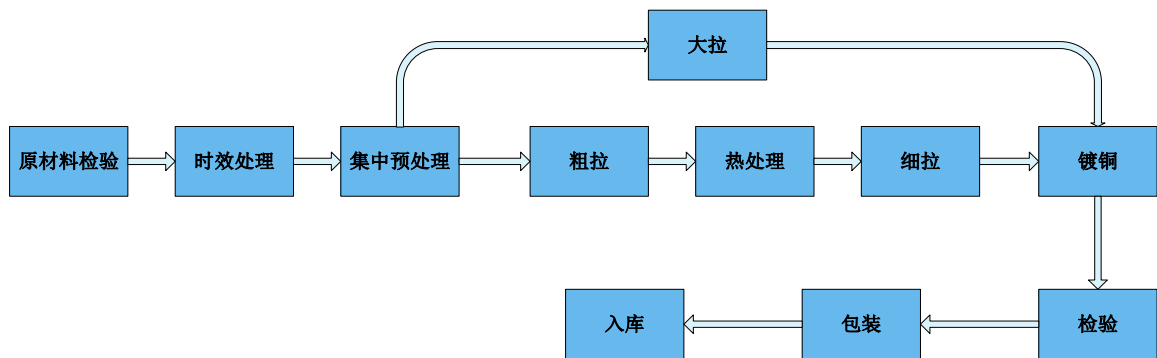 大拉
原材料检验
时效处理
集中预处理
粗拉
热处理
细拉
镀铜
入库
包装
检验